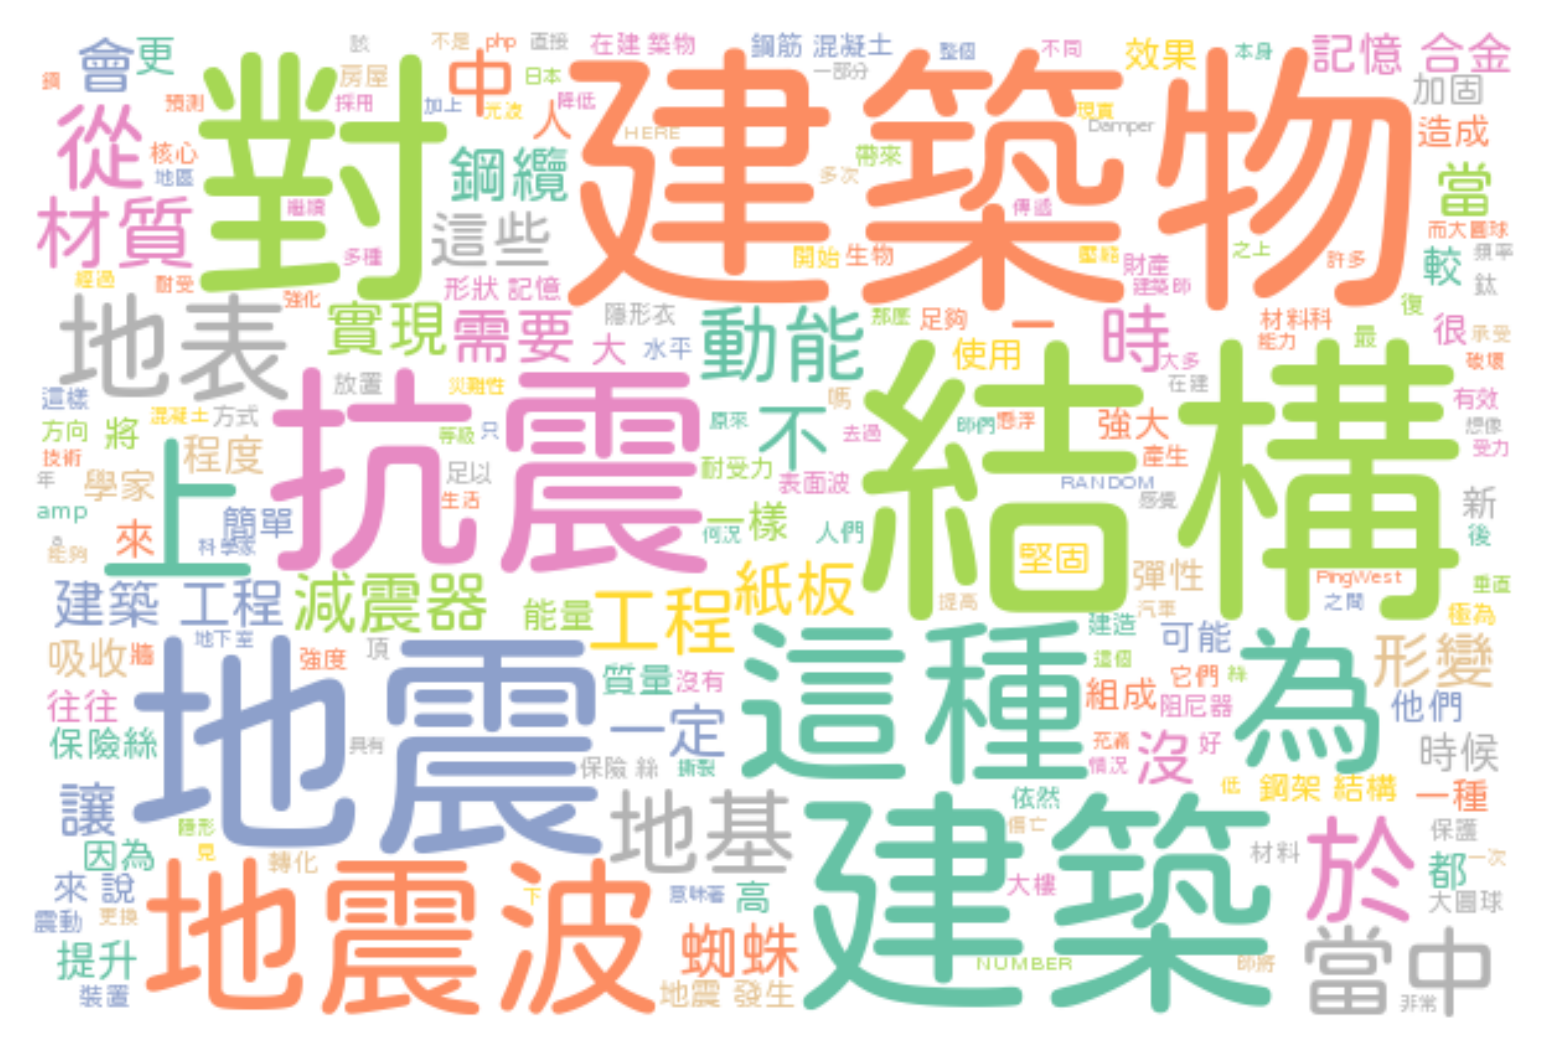 會 更 該 不是 php 直接 在建 築物 鋼筋 混凝土 整個 不同 效果 本身 記憶 合金
鋼 房屋 中 日本 一部分 加固
預測 採用 加上 光波 降低 現實 造成
從 對 人 HERE 建築物 Damper
核心 地區 鋼纜 帶來 多次 當
材質 繼續 這些 傳遞 而大圓球
多種 開始 生物 壓縮 財產 之上 許多 較 頻率
經過 耐受 強化 形狀 記憶 建築師 鈦
地表 實現 需要 隱形衣 動能 那麼 足夠 一 時 材料科 能力 復 最 很 承受
大 水平 使用 大多 破壞
這樣 放置 災難性 嗎 在建 有效
混凝土 方式 抗震 原來 不 結構 師們 懸浮 強大 想像
方向 將 等級 只 去過 受力
技術 程度 足以 耐受力 表面波 產生
年 學家 上 生活 RANDOM 感覺 新
amp 來 簡單 一樣 何況 人們 後
能夠 科學家 堅固
建築 工程 減震器 能量 工程 紙板 提高 彈性 汽車 PingWest 之間 垂直 極為
吸收 牆 地下室 強度 頂 建造 可能 形變
地震 質量 沒有 這種 這個 它們 絲 為
往往 組成 阻尼器 他們
保險絲 具有 一定 保險 絲 撕裂 充滿 情況 沒 好 時候
讓 隱形 地基 依然 低 鋼架 結構 一種
因為 見 傷亡 建築 於 保護
轉化 材料 都 一次
來 說 地震波 下 意味著 高 大樓 大圓球
震動 更換
提升 蜘蛛 NUMBER 師將 當中
裝置 地震 發生 非常